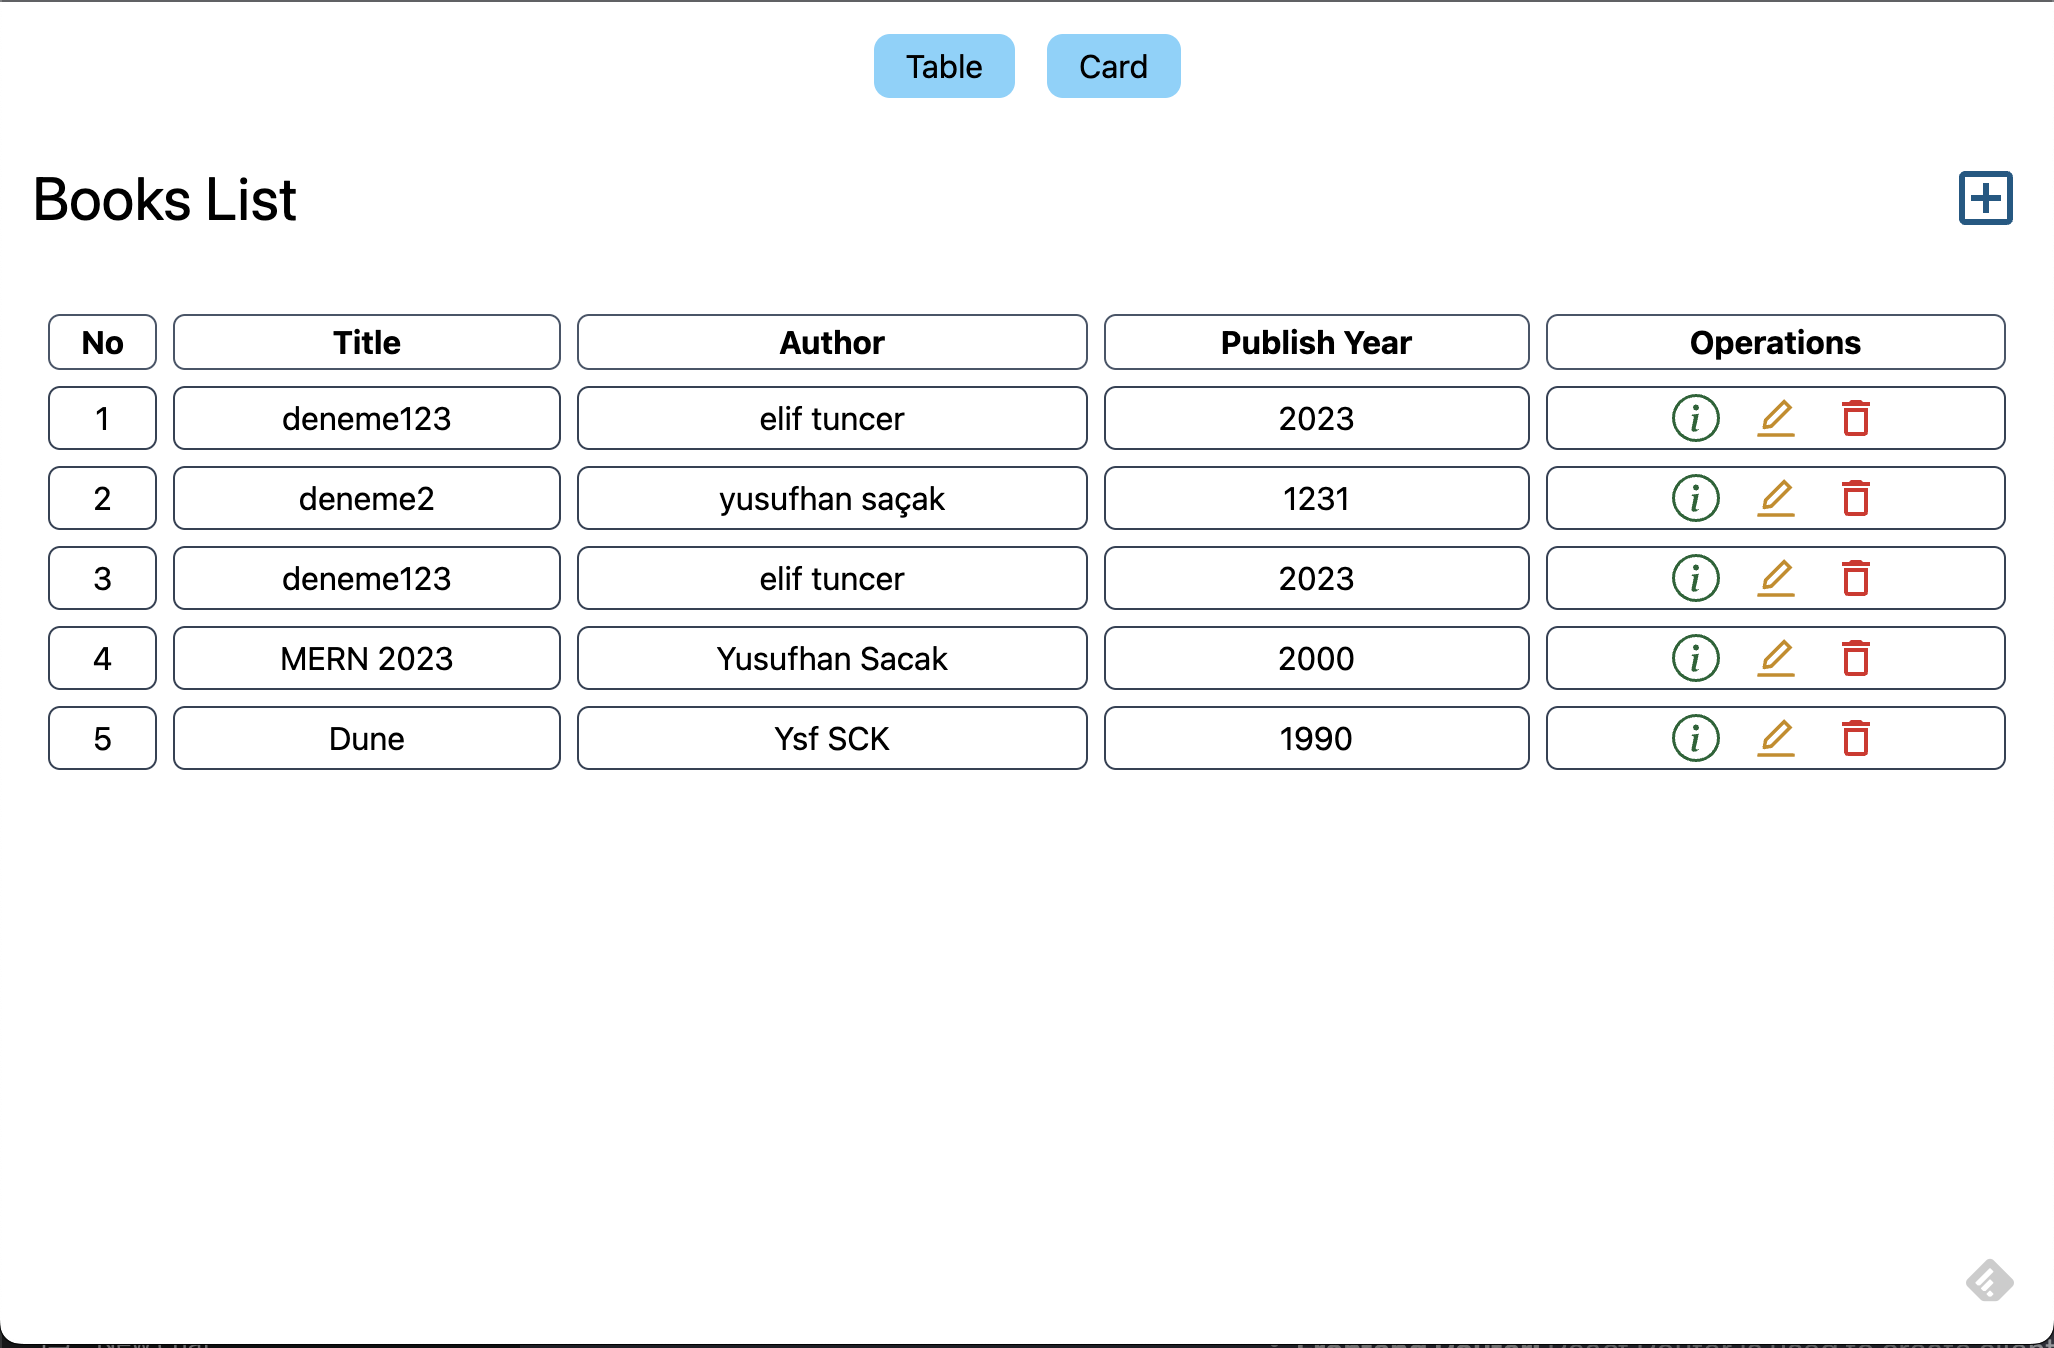 Table Card
Books List
No Title Author Publish Year Operations
1 deneme123 elif tuncer 2023
2 deneme2 yusufhan saçak 1231
3 deneme123 elif tuncer 2023
4 MERN 2023 Yusufhan Sacak 2000
5 Dune Ysf SCK 1990